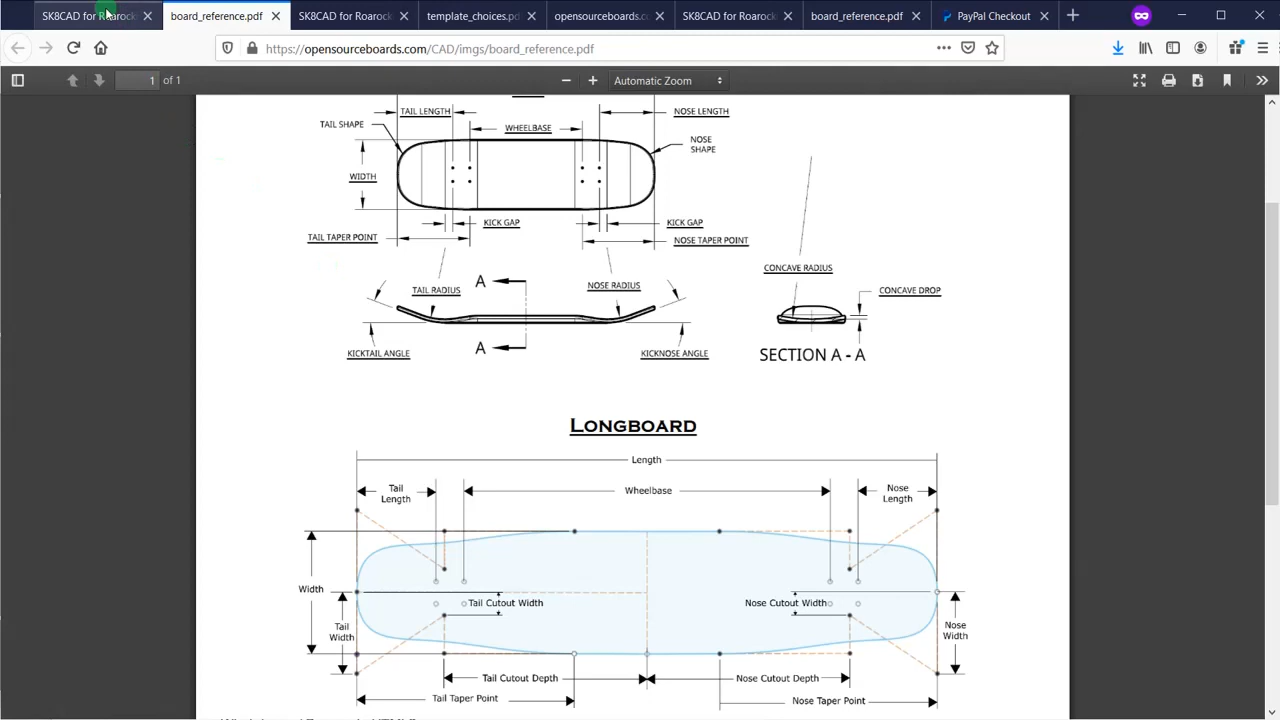 SK8CAD for Roarock
board_reference.pdf
SK8CAD for Roarock
template_choices.pdf
opensourceboards.co
SK8CAD for Roarock
board_reference.pdf
PayPal Checkout
https://opensourceboards.com/CAD/imgs/board_reference.pdf
1 of 1
Automatic Zoom
TAIL LENGTH
NOSE LENGTH
TAIL SHAPE
WHEELBASE
NOSE
SHAPE
WIDTH
KICK GAP
KICK GAP
TAIL TAPER POINT
NOSE TAPER POINT
CONCAVE RADIUS
TAIL RADIUS
A
NOSE RADIUS
CONCAVE DROP
KICKTAIL ANGLE
A
KICKNOSE ANGLE
SECTION A - A
LONGBOARD
Length
Tail
Length
Wheelbase
Nose
Length
Width
Tail Cutout Width
Nose Cutout Width
Tail
Width
Nose
Width
Tail Cutout Depth
Nose Cutout Depth
Tail Taper Point
Nose Taper Point